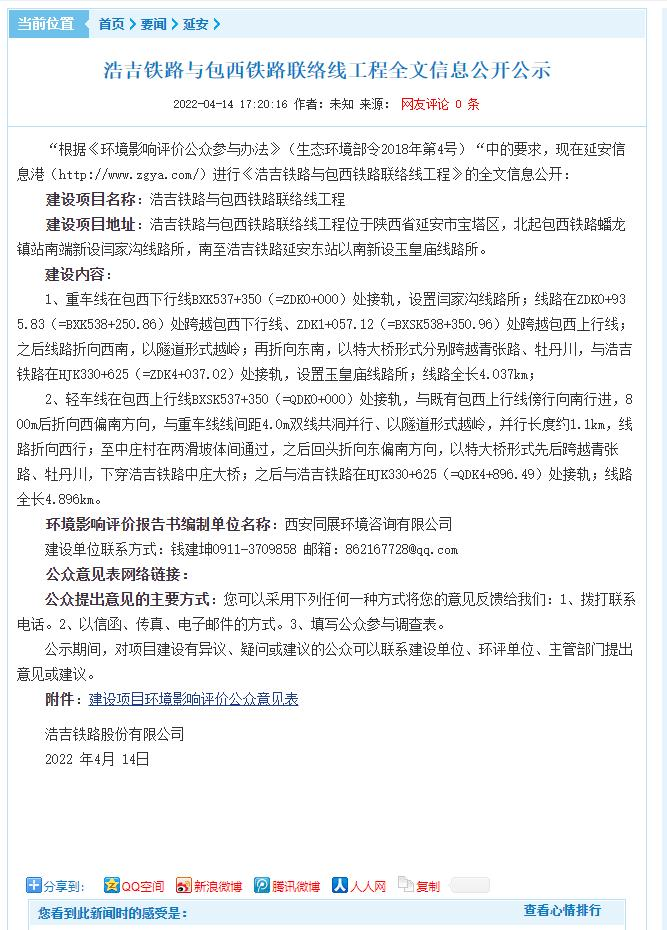 当前位置 首页 > 要闻 > 延安 >
浩吉铁路与包西铁路联络线工程全文信息公开公示
2022-04-14 17:20:16 作者：未知 来源： 网友评论 0 条
“根据《环境影响评价公众参与办法》（生态环境部令2018年第4号）“中的要求，现在延安信
息港（http://www.zgya.com/）进行《浩吉铁路与包西铁路联络线工程》的全文信息公开：
建设项目名称：浩吉铁路与包西铁路联络线工程
建设项目地址：浩吉铁路与包西铁路联络线工程位于陕西省延安市宝塔区，北起包西铁路蟠龙
镇站南端新设闫家沟线路所，南至浩吉铁路延安东站以南新设玉皇庙线路所。
建设内容：
1、重车线在包西下行线BXK537+350（=ZDK0+000）处接轨，设置闫家沟线路所；线路在ZDK0+93
5.83（=BXK538+250.86）处跨越包西下行线、ZDK1+057.12（=BXSK538+350.96）处跨越包西上行线；
之后线路折向西南，以隧道形式越岭；再折向东南，以特大桥形式分别跨越青张路、牡丹川，与浩吉
铁路在HJK330+625（=ZDK4+037.02）处接轨，设置玉皇庙线路所；线路全长4.037km；
2、轻车线在包西上行线BXSK537+350（=QDK0+000）处接轨，与既有包西上行线傍行向南行进，8
00m后折向西偏南方向，与重车线线间距4.0m双线共洞并行、以隧道形式越岭，并行长度约1.1km，线
路折向西行；至中庄村在两滑坡体间通过，之后回头折向东偏南方向，以特大桥形式先后跨越青张
路、牡丹川，下穿浩吉铁路中庄大桥；之后与浩吉铁路在HJK330+625（=QDK4+896.49）处接轨；线路
全长4.896km。
环境影响评价报告书编制单位名称：西安同展环境咨询有限公司
建设单位联系方式：钱建坤0911-3709858 邮箱：862167728@qq.com
公众意见表网络链接：
公众提出意见的主要方式：您可以采用下列任何一种方式将您的意见反馈给我们：1、拨打联系
电话。2、以信函、传真、电子邮件的方式。3、填写公众参与调查表。
公示期间，对项目建设有异议、疑问或建议的公众可以联系建设单位、环评单位、主管部门提出
意见或建议。
附件：建设项目环境影响评价公众意见表
浩吉铁路股份有限公司
2022 年4月 14日
分享到： QQ空间 新浪微博 腾讯微博 人人网 复制
您看到此新闻时的感受是： 查看心情排行